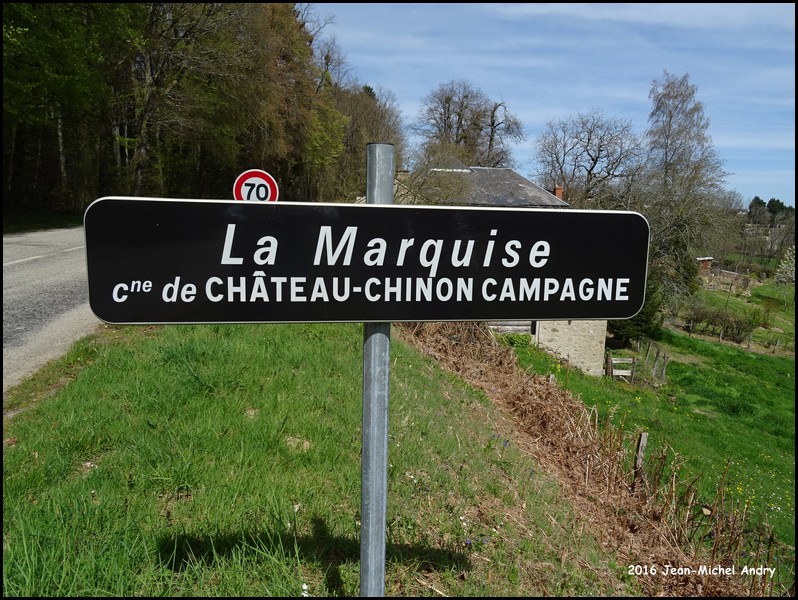 70
La Marquise
cⁿᵉ de CHÂTEAU-CHINON CAMPAGNE
2016 Jean-Michel Andry